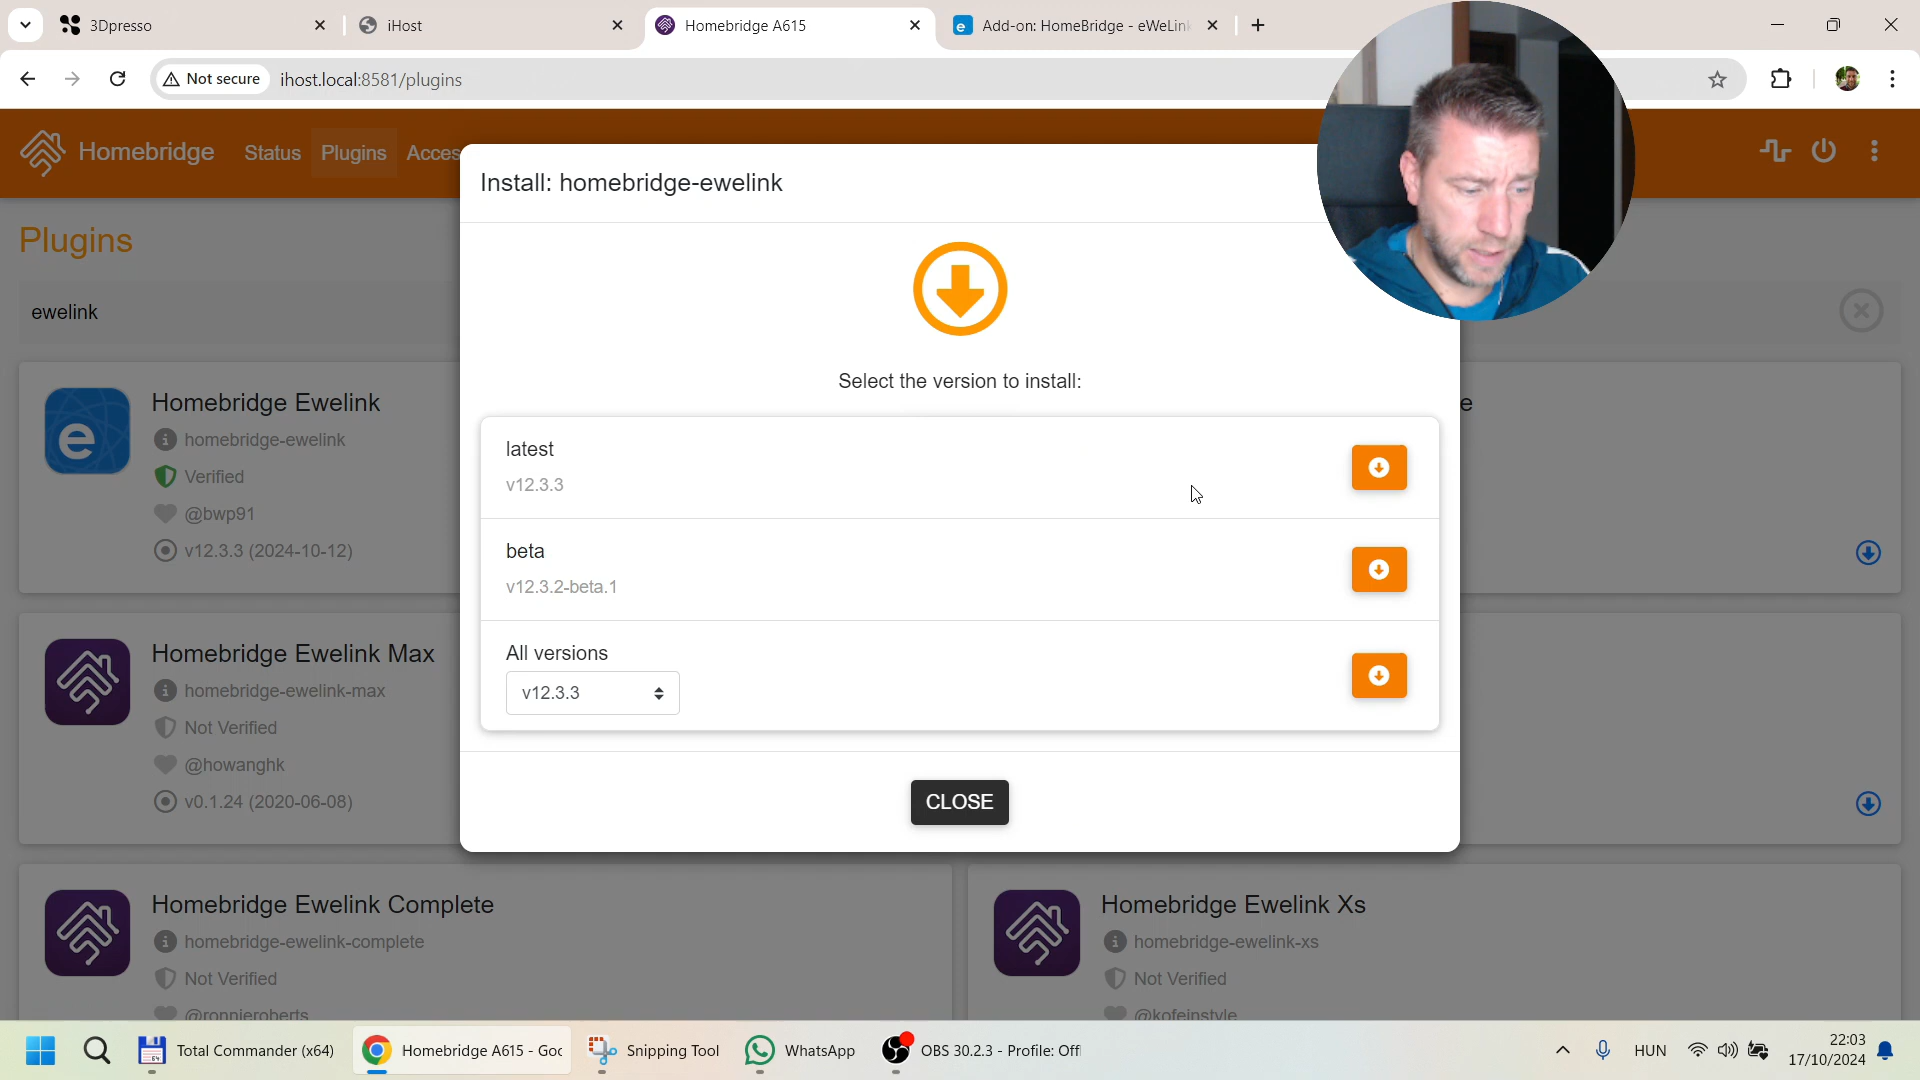 3Dpresso
iHost
Homebridge A615
Add-on: HomeBridge - eWeLink
Not secure
ihost.local:8581/plugins
Homebridge
Status
Plugins
Acces
Install: homebridge-ewelink
Plugins
ewelink
Select the version to install:
Homebridge Ewelink
homebridge-ewelink
Verified
@bwp91
v12.3.3 (2024-10-12)
e
latest
v12.3.3
beta
v12.3.2-beta.1
All versions
v12.3.3
CLOSE
Homebridge Ewelink Max
homebridge-ewelink-max
Not Verified
@howanghk
v0.1.24 (2020-06-08)
Homebridge Ewelink Complete
homebridge-ewelink-complete
Not Verified
@ronnieroberts
Homebridge Ewelink Xs
homebridge-ewelink-xs
Not Verified
@kofeinstyle
Total Commander (x64)
Homebridge A615 - Goo
Snipping Tool
WhatsApp
OBS 30.2.3 - Profile: Offi
HUN
22:03
17/10/2024